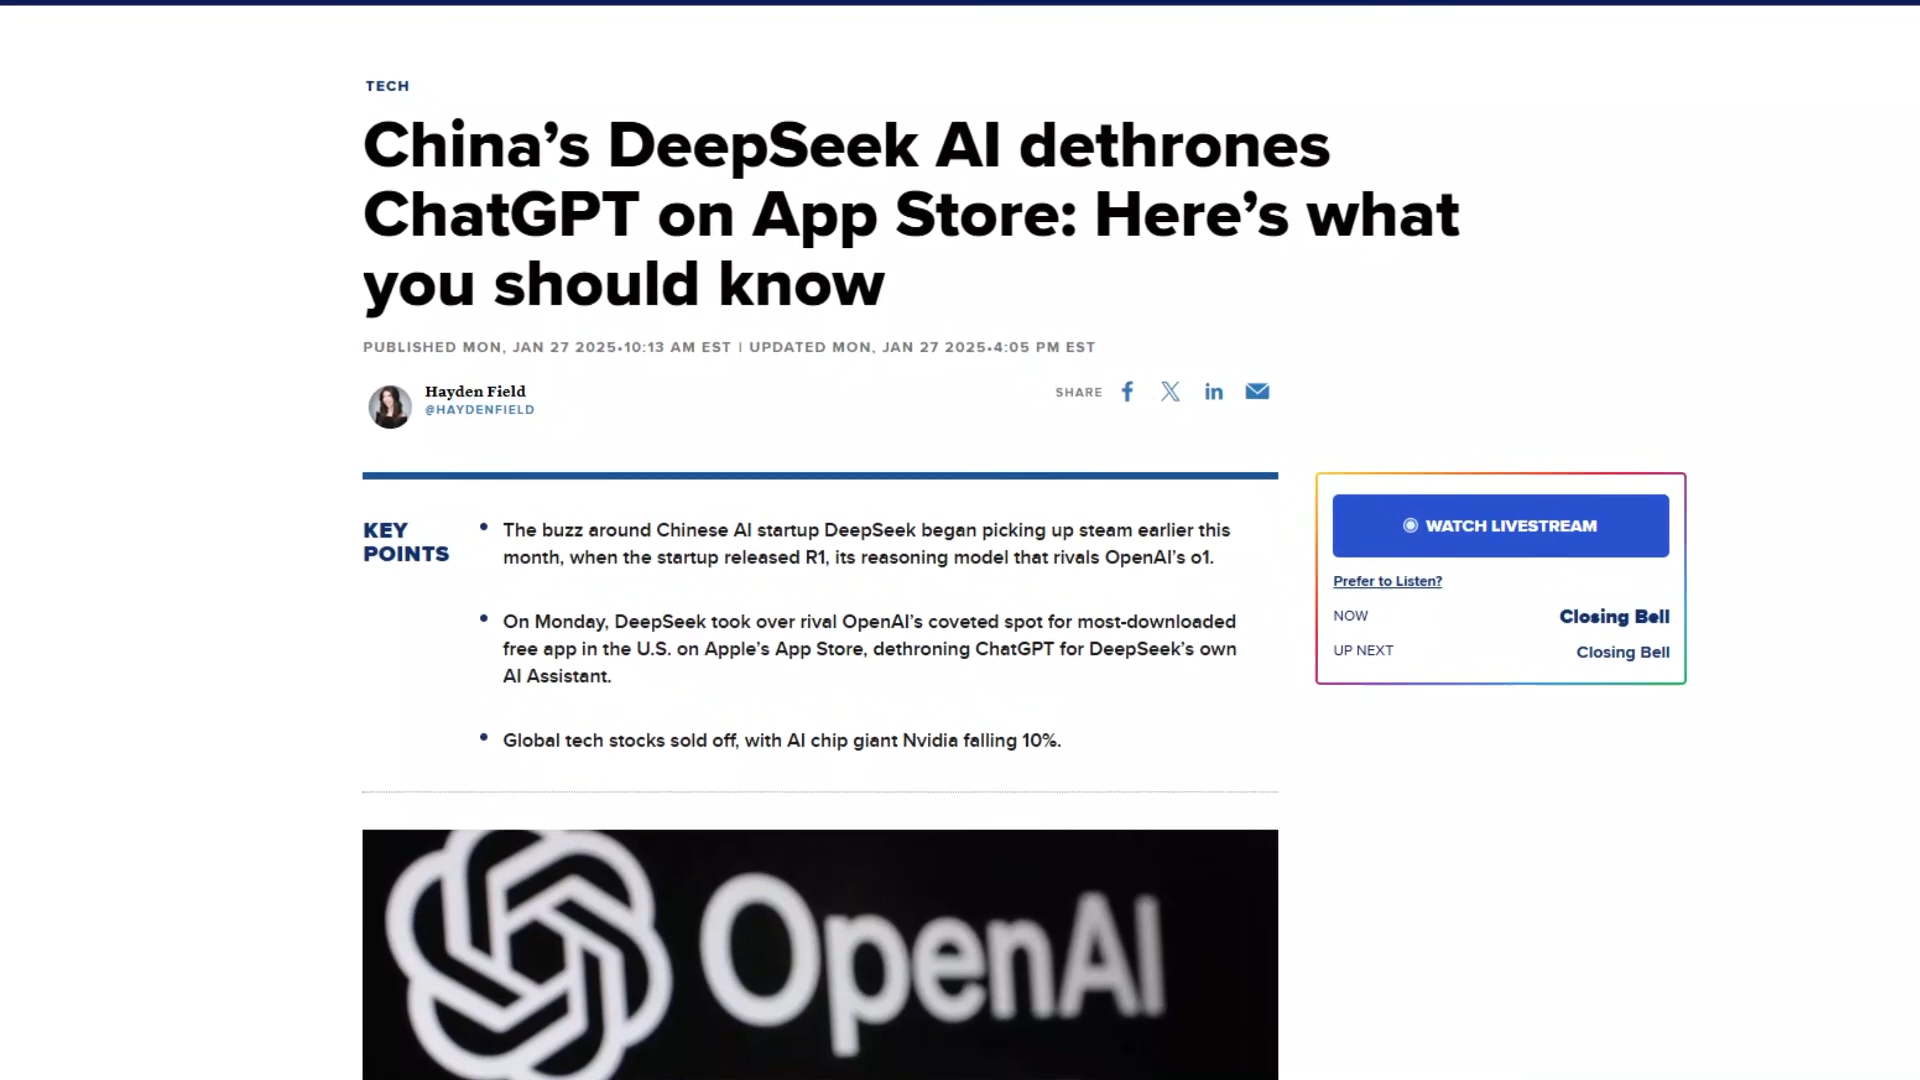 TECH
China’s DeepSeek AI dethrones
ChatGPT on App Store: Here’s what
you should know
PUBLISHED MON, JAN 27 2025•10:13 AM EST | UPDATED MON, JAN 27 2025•4:05 PM EST
Hayden Field
@HAYDENFIELD
SHARE
KEY
POINTS
• The buzz around Chinese AI startup DeepSeek began picking up steam earlier this
month, when the startup released R1, its reasoning model that rivals OpenAI’s o1.
• On Monday, DeepSeek took over rival OpenAI’s coveted spot for most-downloaded
free app in the U.S. on Apple’s App Store, dethroning ChatGPT for DeepSeek’s own
AI Assistant.
• Global tech stocks sold off, with AI chip giant Nvidia falling 10%.
WATCH LIVESTREAM
Prefer to Listen?
NOW Closing Bell
UP NEXT Closing Bell
OpenAI